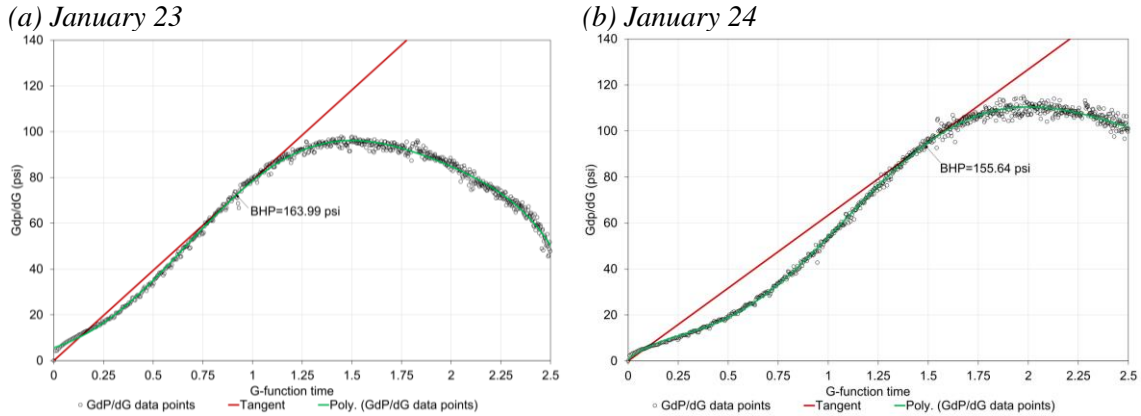 (a) January 23
140
120
100
80
60
40
20
0
Gdp/dG (psi)
BHP=163.99 psi
0 0.25 0.5 0.75 1 1.25 1.5 1.75 2 2.25 2.5
G-function time
GdP/dG data points Tangent Poly. (GdP/dG data points)
(b) January 24
140
120
100
80
60
40
20
0
Gdp/dG (psi)
BHP=155.64 psi
0 0.25 0.5 0.75 1 1.25 1.5 1.75 2 2.25 2.5
G-function time
GdP/dG data points Tangent Poly. (GdP/dG data points)